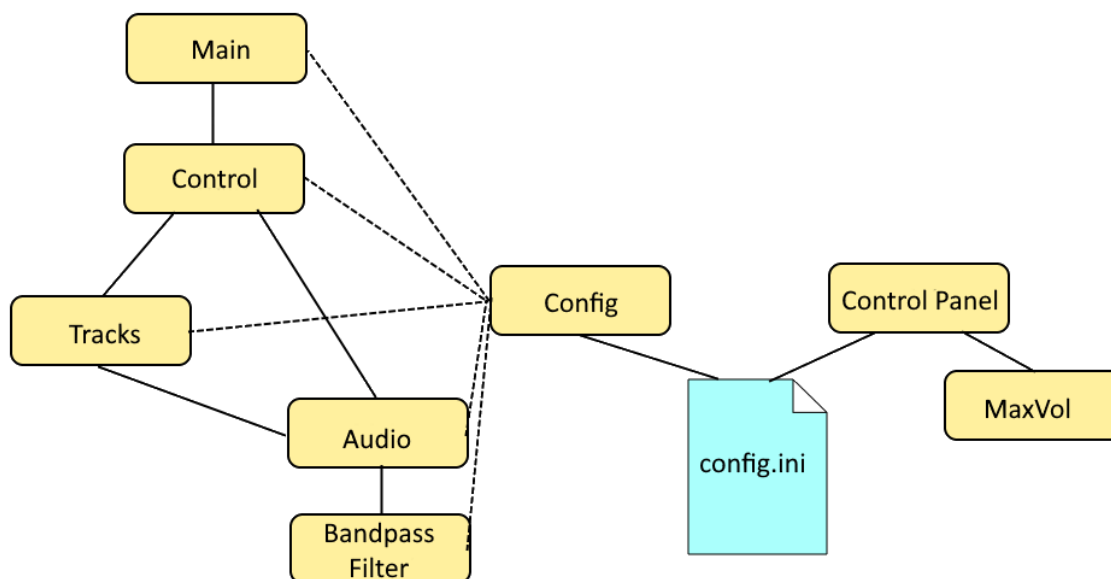 Main
Control
Tracks
Audio
Bandpass
Filter
Config
config.ini
Control Panel
MaxVol